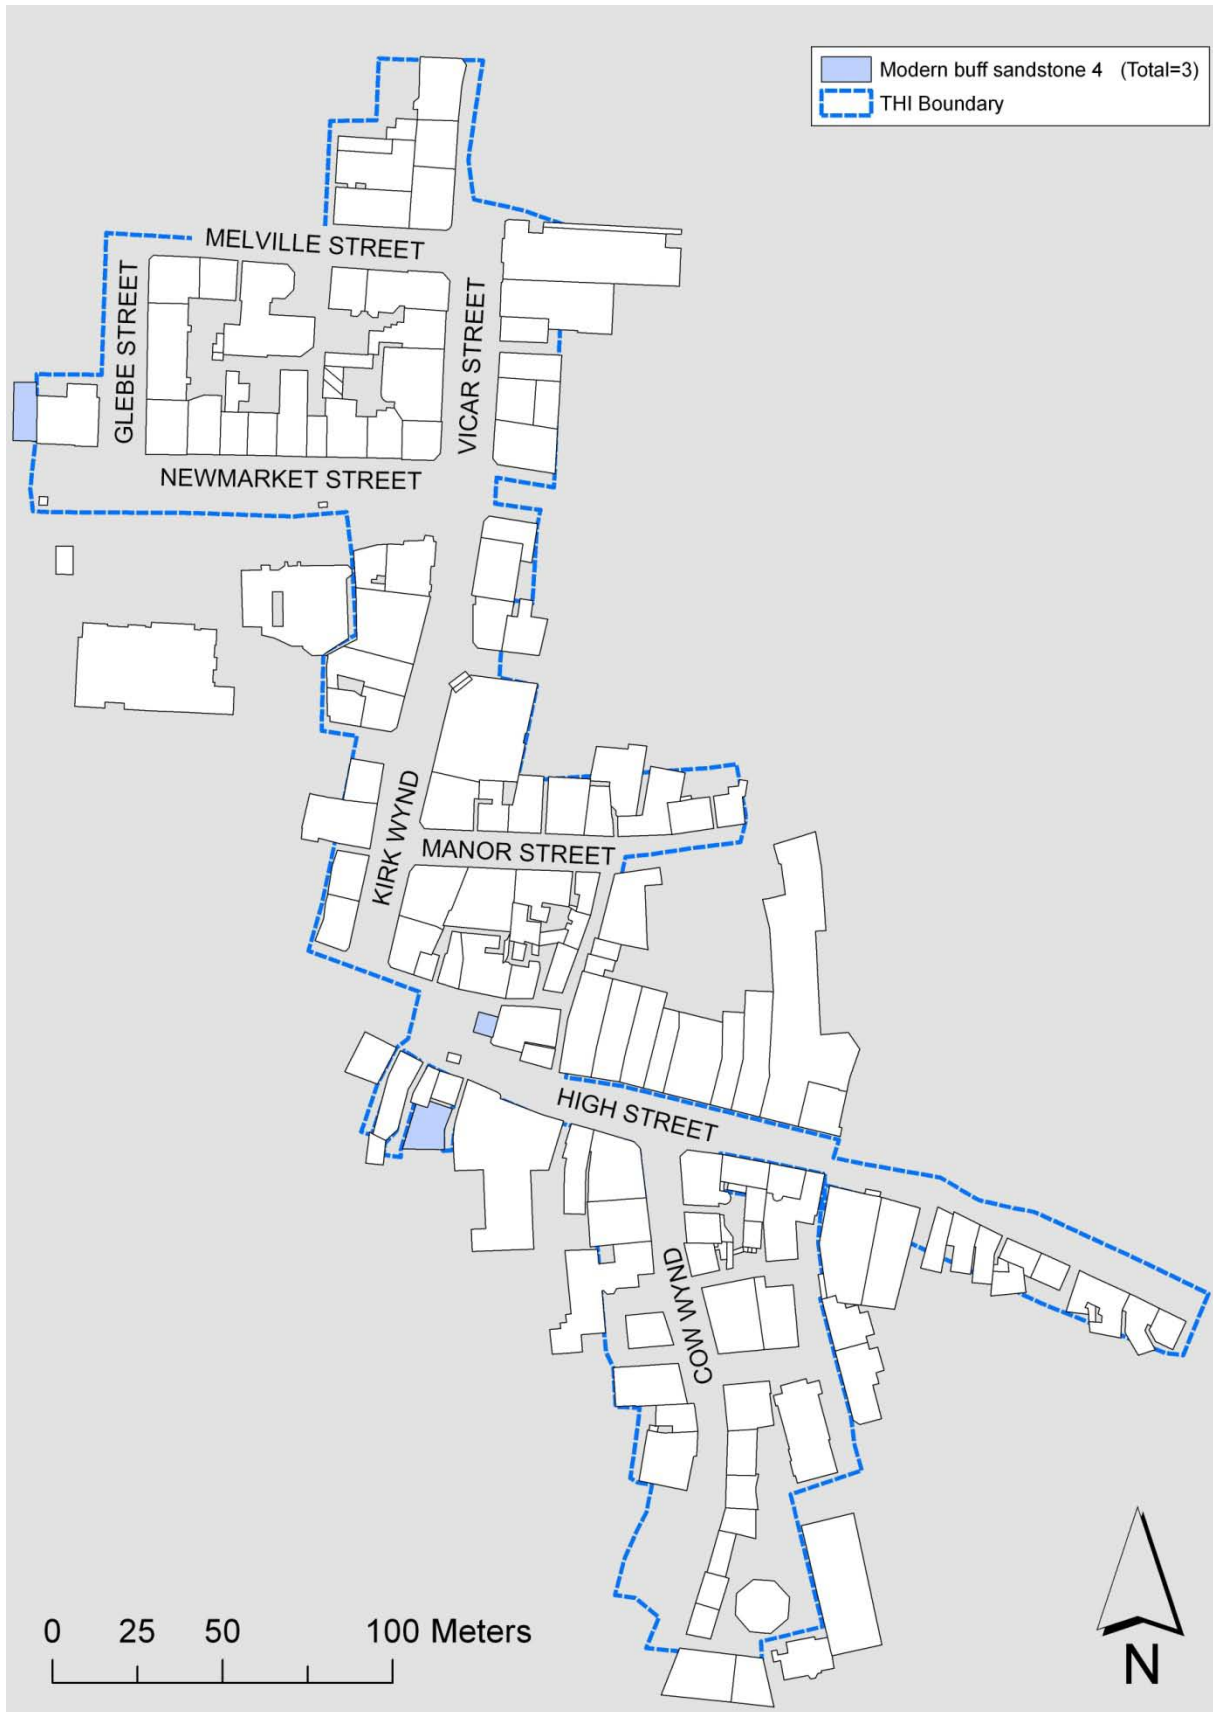 Modern buff sandstone 4 (Total=3)
THI Boundary
MELVILLE STREET
GLEBE STREET
VICAR STREET
NEWMARKET STREET
KIRK WYND
MANOR STREET
HIGH STREET
COW WYND
0 25 50 100 Meters
N